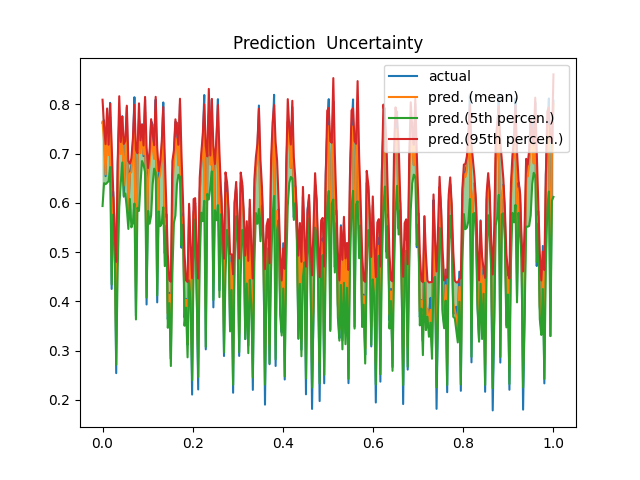 Prediction  Uncertainty
actual
pred. (mean)
pred.(5th percen.)
pred.(95th percen.)
0.8
0.7
0.6
0.5
0.4
0.3
0.2
0.0 0.2 0.4 0.6 0.8 1.0